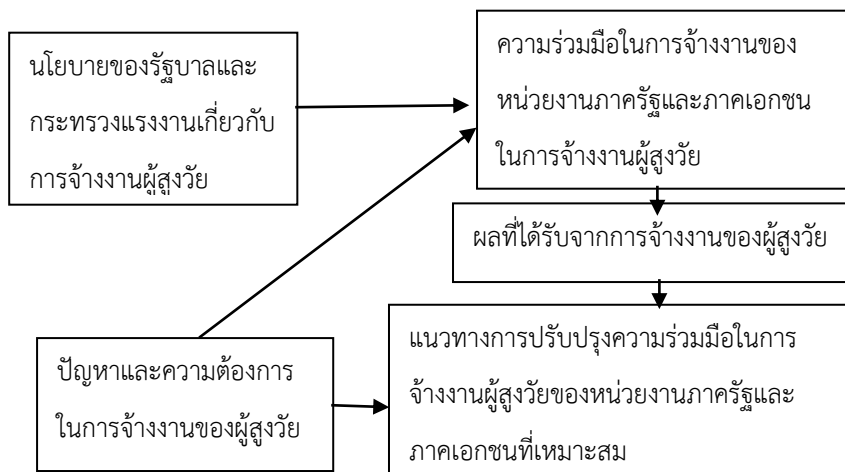 นโยบายของรัฐบาลและ
กระทรวงแรงงานเกี่ยวกับ
การจ้างงานผู้สูงวัย
ความร่วมมือในการจ้างงานของ
หน่วยงานภาครัฐและภาคเอกชน
ในการจ้างงานผู้สูงวัย
ผลที่ได้รับจากการจ้างงานของผู้สูงวัย
ปัญหาและความต้องการ
ในการจ้างงานของผู้สูงวัย
แนวทางการปรับปรุงความร่วมมือในการ
จ้างงานผู้สูงวัยของหน่วยงานภาครัฐและ
ภาคเอกชนที่เหมาะสม